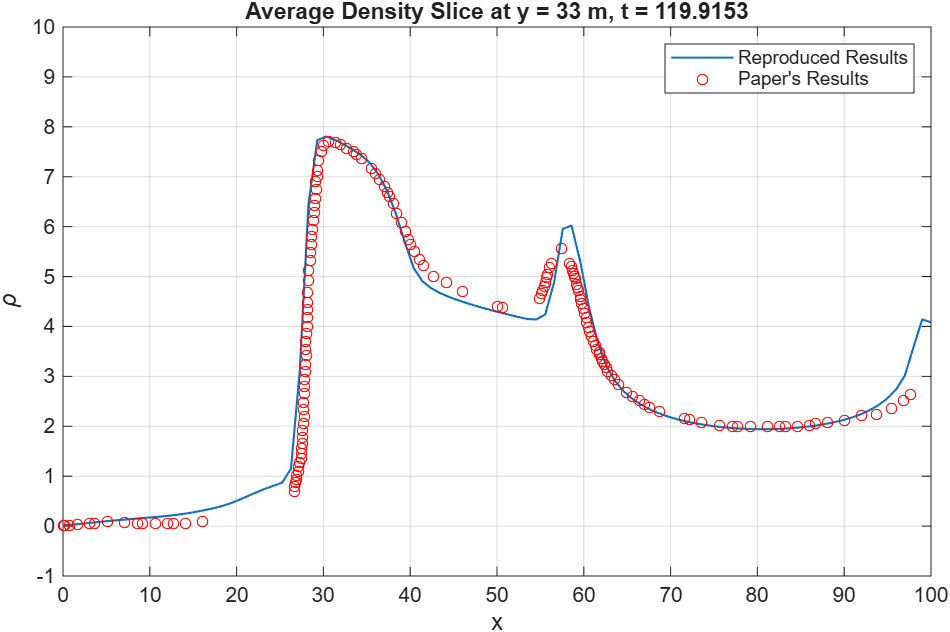 Average Density Slice at y = 33 m, t = 119.9153
10
9
8
7
6
5
4
3
2
1
0
-1
ρ
Reproduced Results
Paper's Results
0 10 20 30 40 50 60 70 80 90 100
x